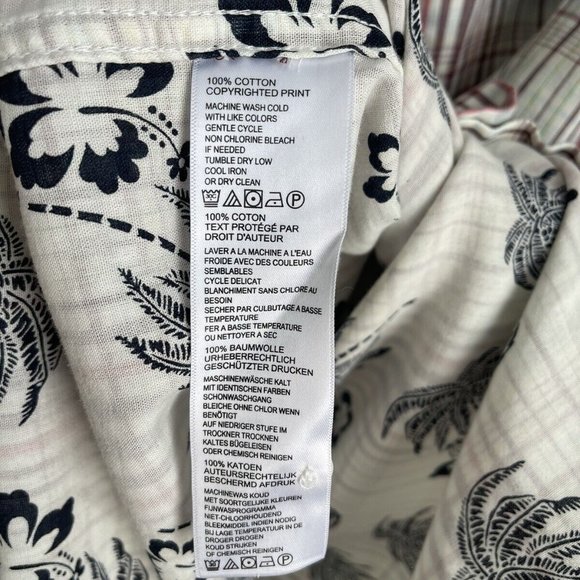 100% COTTON
COPYRIGHTED PRINT
MACHINE WASH COLD
WITH LIKE COLORS
GENTLE CYCLE
NON CHLORINE BLEACH
IF NEEDED
TUMBLE DRY LOW
COOL IRON
OR DRY CLEAN
100% COTON
TEXT PROTÉGÉ PAR
DROIT D'AUTEUR
LAVER A LA MACHINE A L'EAU
FROIDE AVEC DES COULEURS
SEMBLABLES
CYCLE DELICAT
BLANCHIMENT SANS CHLORE AU
BESOIN
SECHER PAR CULBUTAGE A BASSE
TEMPERATURE
FER A BASSE TEMPERATURE
OU NETTOYER A SEC
100% BAUMWOLLE
URHEBERRECHTLICH
GESCHÜTZTER DRUCKEN
MASCHINENWÄSCHE KALT
MIT IDENTISCHEN FARBEN
SCHONWASCHGANG
BLEICHE OHNE CHLOR WENN
BENÖTIGT
AUF NIEDRIGER STUFE IM
TROCKNER TROCKNEN
KALTES BÜGELEISEN
ODER CHEMISCH REINIGEN
100% KATOEN
AUTEURSRECHTELIJK
BESCHERMD AFDRUK
MACHINEWAS KOUD
MET SOORTGELIJKE KLEUREN
FIJNWASPROGRAMMA
NIET-CHLOORHOUDEND
BLEEKMIDDEL INDIEN NODIG
BIJ LAGE TEMPERATUUR IN DE
DROGER DROGEN
KOUD STRIJKEN
OF CHEMISCH REINIGEN